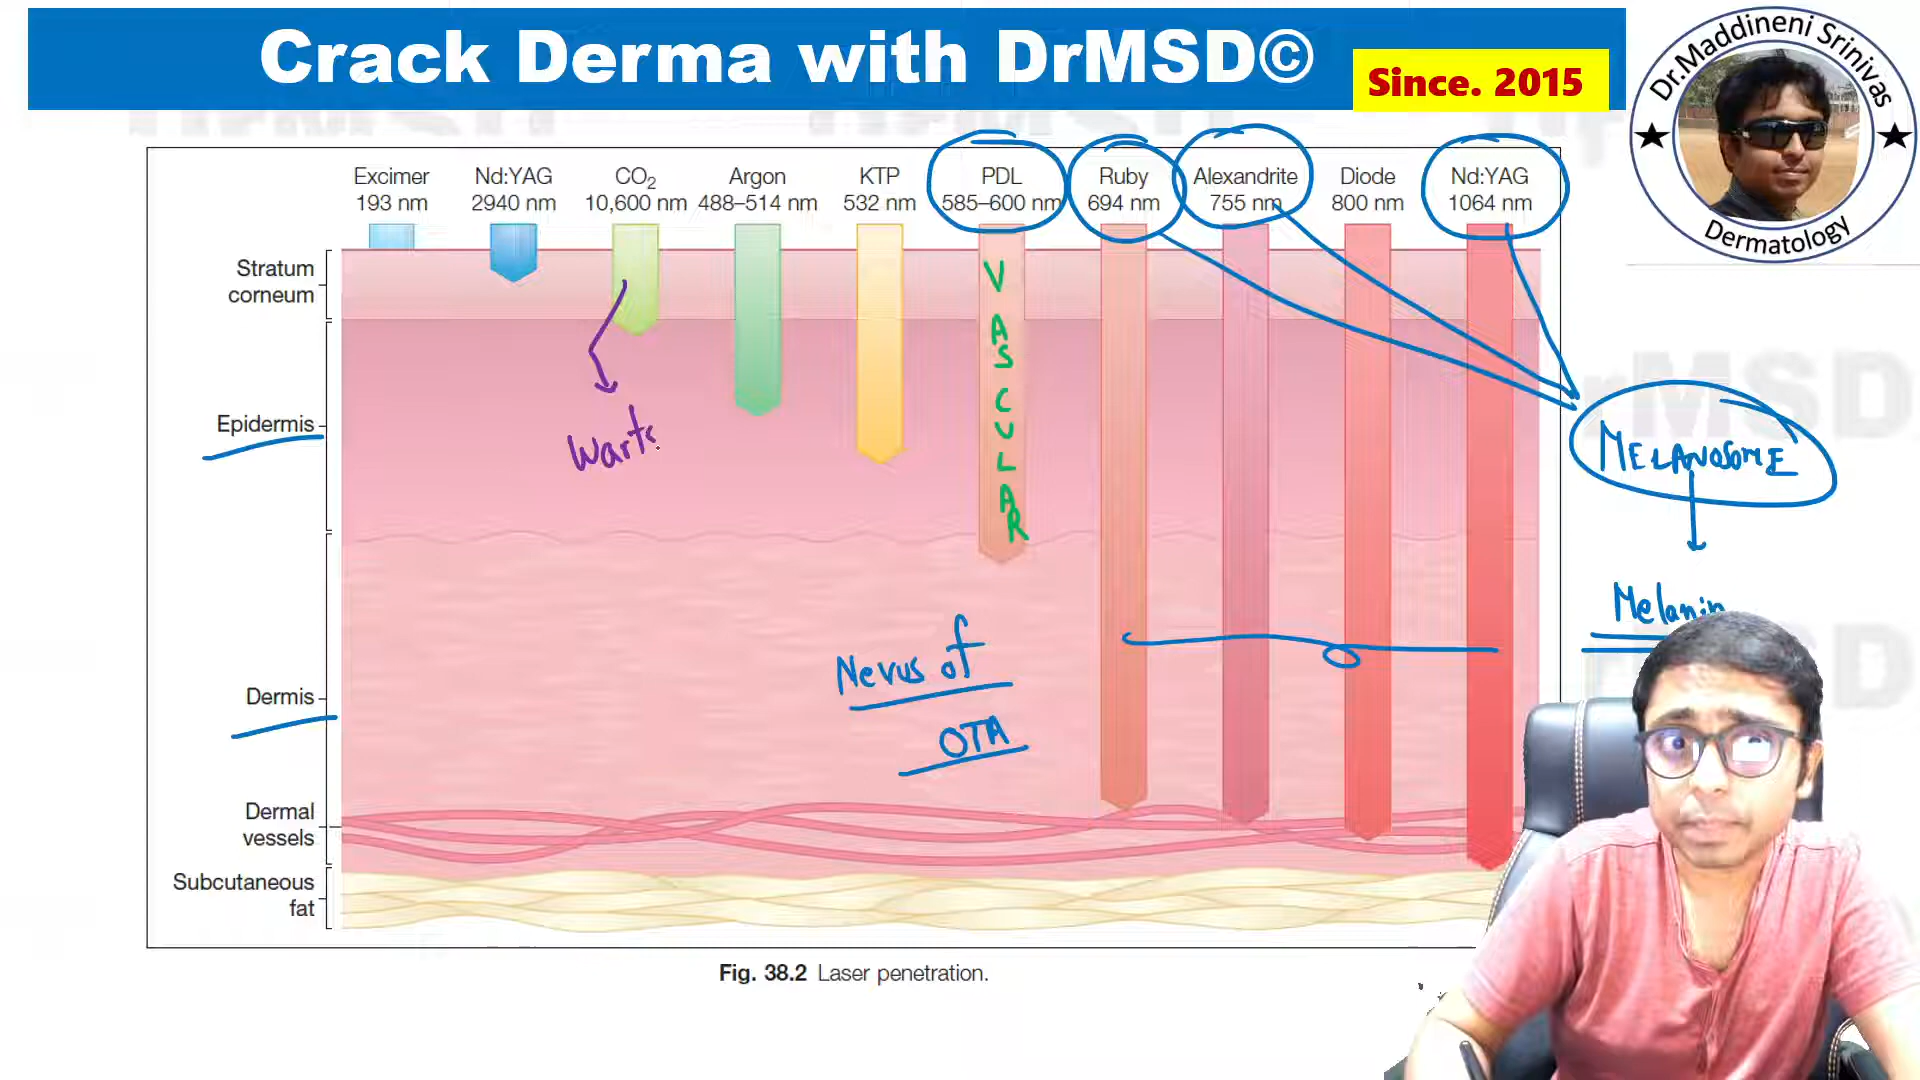 Crack Derma with DrMSD©
Since. 2015
Dr.Maddineni Srinivas
Dermatology
Excimer
193 nm
Nd:YAG
2940 nm
CO₂
10,600 nm
Argon
488–514 nm
KTP
532 nm
PDL
585–600 nm
Ruby
694 nm
Alexandrite
755 nm
Diode
800 nm
Nd:YAG
1064 nm
Stratum
corneum
Epidermis
Dermis
Dermal
vessels
Subcutaneous
fat
VASCULAR
Warts
Nevus of
OTA
MELANOSOME
Melanin
Fig. 38.2 Laser penetration.